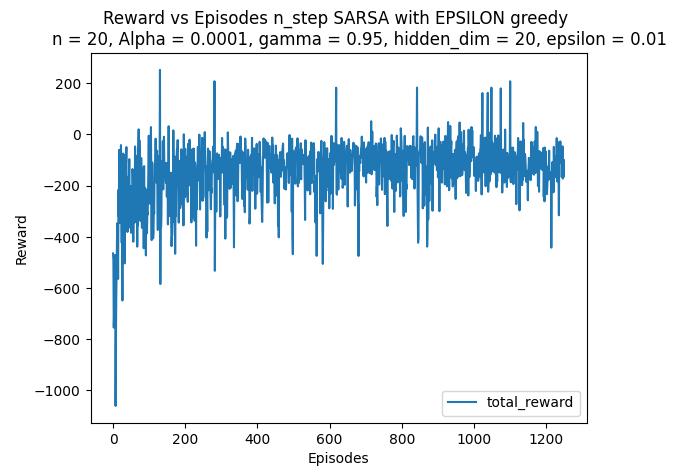 Reward vs Episodes n_step SARSA with EPSILON greedy
n = 20, Alpha = 0.0001, gamma = 0.95, hidden_dim = 20, epsilon = 0.01
200
0
−200
−400
−600
−800
−1000
Reward
total_reward
0 200 400 600 800 1000 1200
Episodes